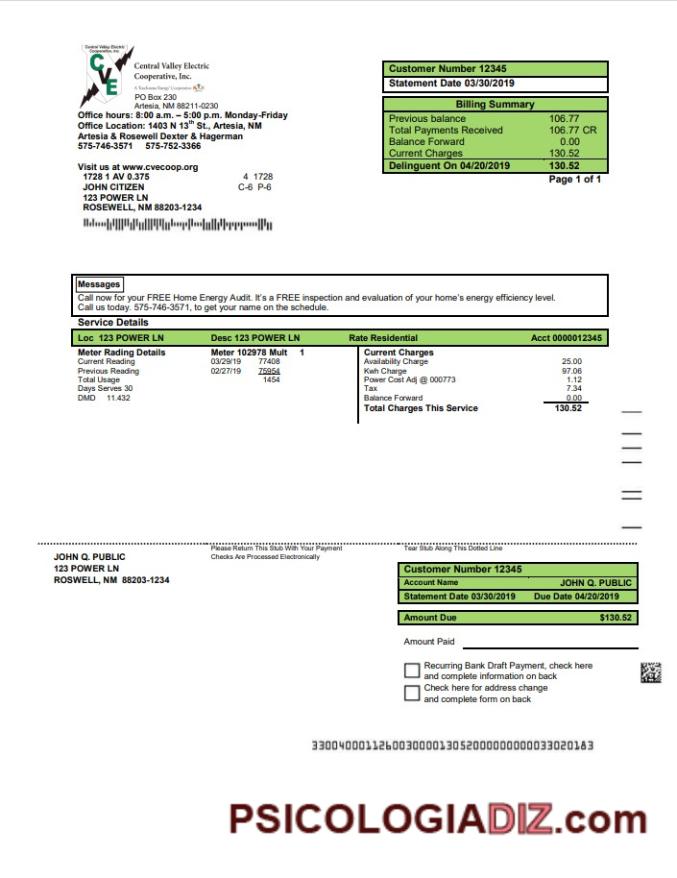 Central Valley Electric
Cooperative, Inc.
CVE
Central Valley Electric
Cooperative, Inc.
A Touchstone Energy Cooperative
PO Box 230
Artesia, NM 88211-0230
Office hours: 8:00 a.m. – 5:00 p.m. Monday-Friday
Office Location: 1403 N 13th St., Artesia, NM
Artesia & Rosewell Dexter & Hagerman
575-746-3571 575-752-3366
Customer Number 12345
Statement Date 03/30/2019
Billing Summary
Previous balance 106.77
Total Payments Received 106.77 CR
Balance Forward 0.00
Current Charges 130.52
Delinguent On 04/20/2019 130.52
Page 1 of 1
Visit us at www.cvecoop.org
1728 1 AV 0.375 4 1728
JOHN CITIZEN C-6 P-6
123 POWER LN
ROSEWELL, NM 88203-1234
Messages
Call now for your FREE Home Energy Audit. It's a FREE inspection and evaluation of your home's energy efficiency level.
Call us today. 575-746-3571, to get your name on the schedule.
Service Details
Loc 123 POWER LN Desc 123 POWER LN Rate Residential Acct 0000012345
Meter Rading Details Meter 102978 Mult 1
Current Reading 03/29/19 77408
Previous Reading 02/27/19 75954
Total Usage 1454
Days Serves 30
DMD 11.432
Current Charges
Availability Charge 25.00
Kwh Charge 97.06
Power Cost Adj @ 000773 1.12
Tax 7.34
Balance Forward 0.00
Total Charges This Service 130.52
Please Return This Stub With Your Payment
Checks Are Processed Electronically
Tear Stub Along This Dotted Line
JOHN Q. PUBLIC
123 POWER LN
ROSWELL, NM 88203-1234
Customer Number 12345
Account Name JOHN Q. PUBLIC
Statement Date 03/30/2019 Due Date 04/20/2019
Amount Due $130.52
Amount Paid
Recurring Bank Draft Payment, check here
and complete information on back
Check here for address change
and complete form on back
330040001126003000013052000000000033020183
PSICOLOGIADIZ.com